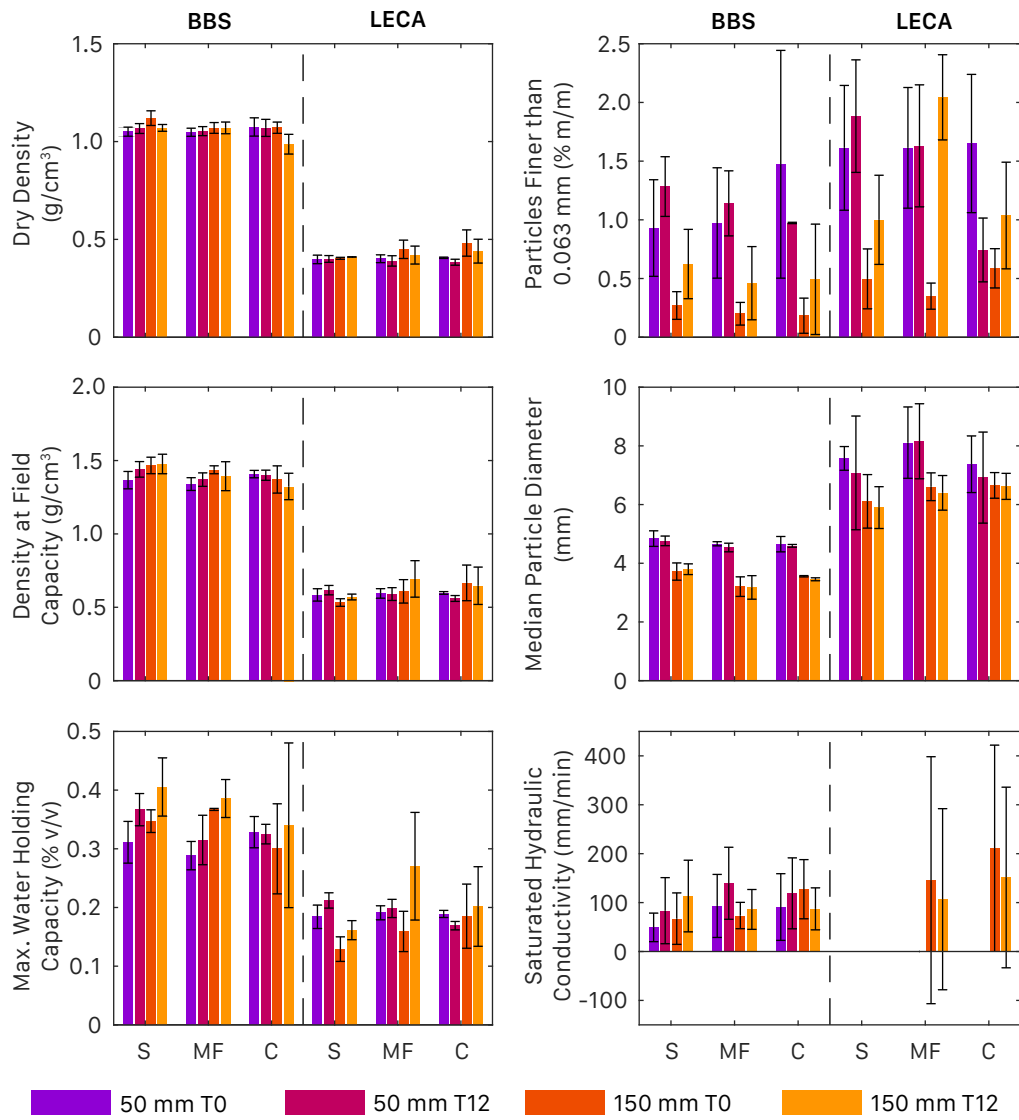 BBS LECA
Dry Density
(g/cm³)
1.5
1.0
0.5
0
BBS LECA
Particles Finer than
0.063 mm (% m/m)
2.5
2.0
1.5
1.0
0.5
0
Density at Field
Capacity (g/cm³)
2.0
1.5
1.0
0.5
0
Median Particle Diameter
(mm)
10
8
6
4
2
0
Max. Water Holding
Capacity (% v/v)
0.5
0.4
0.3
0.2
0.1
0
S MF C S MF C
Saturated Hydraulic
Conductivity (mm/min)
400
300
200
100
0
-100
S MF C S MF C
50 mm T0 50 mm T12 150 mm T0 150 mm T12